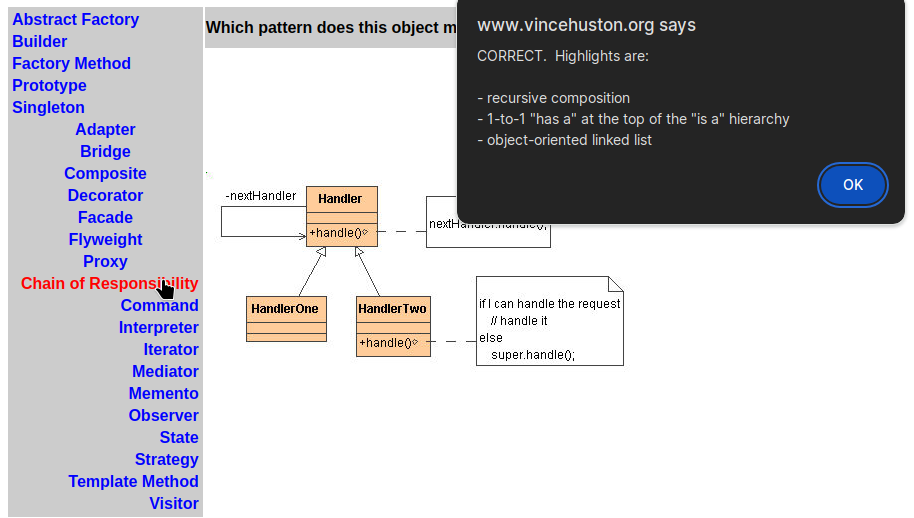 Abstract Factory
Builder
Factory Method
Prototype
Singleton
Adapter
Bridge
Composite
Decorator
Facade
Flyweight
Proxy
Chain of Responsibility
Command
Interpreter
Iterator
Mediator
Memento
Observer
State
Strategy
Template Method
Visitor
Which pattern does this object m
www.vincehuston.org says
CORRECT.  Highlights are:
- recursive composition
- 1-to-1 "has a" at the top of the "is a" hierarchy
- object-oriented linked list
OK
-nextHandler
Handler
+handle()
nextHandler.handle();
HandlerOne
HandlerTwo
+handle()
if I can handle the request
// handle it
else
super.handle();